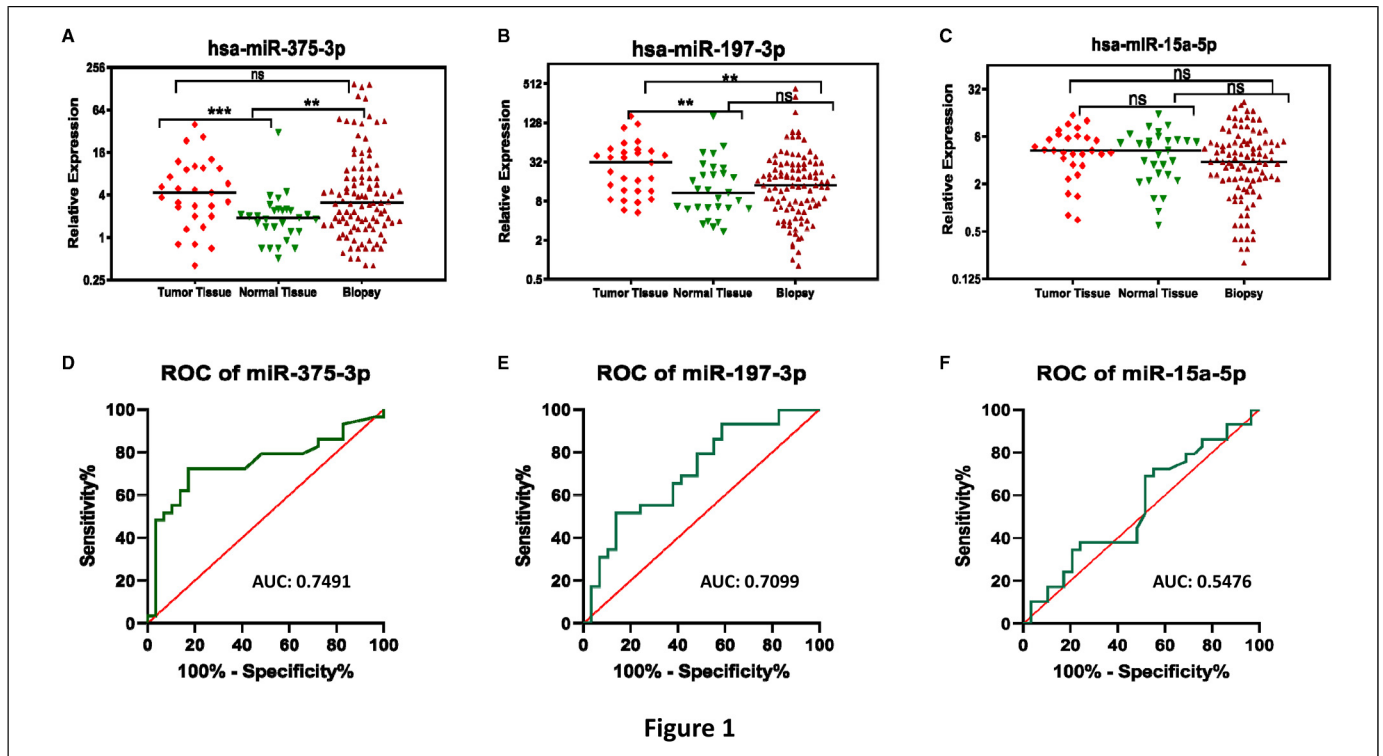 A
hsa-miR-375-3p
Relative Expression
256
64
16
4
1
0.25
ns
***
**
Tumor Tissue
Normal Tissue
Biopsy
B
hsa-miR-197-3p
Relative Expression
512
128
32
8
2
0.5
**
**
ns
Tumor Tissue
Normal Tissue
Biopsy
C
hsa-miR-15a-5p
Relative Expression
32
8
2
0.5
0.125
ns
ns
ns
Tumor Tissue
Normal Tissue
Biopsy
D
ROC of miR-375-3p
Sensitivity%
100
80
60
40
20
0
AUC: 0.7491
0 20 40 60 80 100
100% - Specificity%
E
ROC of miR-197-3p
Sensitivity%
100
80
60
40
20
0
AUC: 0.7099
0 20 40 60 80 100
100% - Specificity%
F
ROC of miR-15a-5p
Sensitivity%
100
80
60
40
20
0
AUC: 0.5476
0 20 40 60 80 100
100% - Specificity%
Figure 1